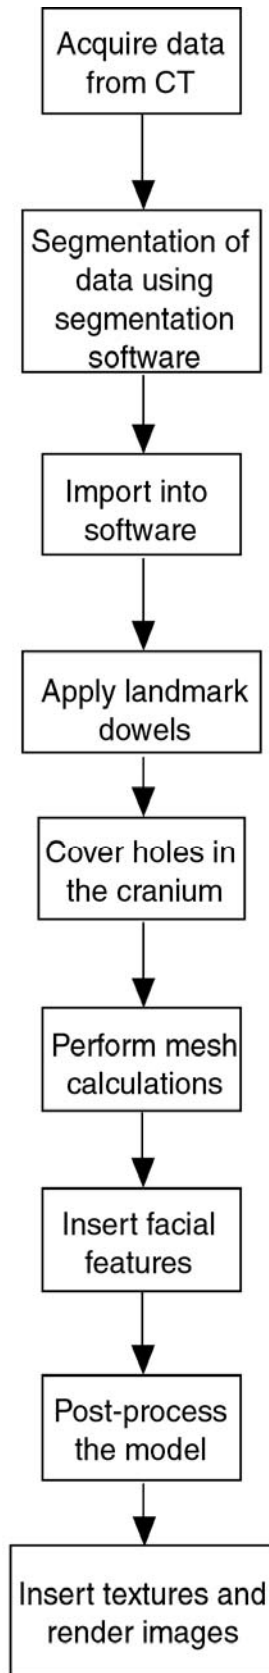 Acquire data
from CT
Segmentation of
data using
segmentation
software
Import into
software
Apply landmark
dowels
Cover holes in
the cranium
Perform mesh
calculations
Insert facial
features
Post-process
the model
Insert textures and
render images